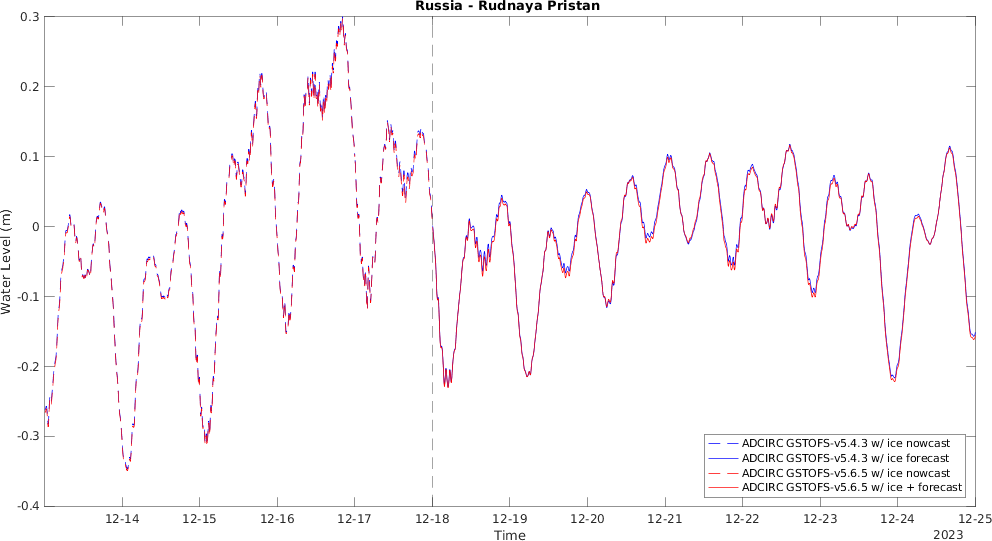 Russia - Rudnaya Pristan
0.3
0.2
0.1
0
-0.1
-0.2
-0.3
-0.4
Water Level (m)
ADCIRC GSTOFS-v5.4.3 w/ ice nowcast
ADCIRC GSTOFS-v5.4.3 w/ ice forecast
ADCIRC GSTOFS-v5.6.5 w/ ice nowcast
ADCIRC GSTOFS-v5.6.5 w/ ice + forecast
12-14 12-15 12-16 12-17 12-18 12-19 12-20 12-21 12-22 12-23 12-24 12-25
Time
2023